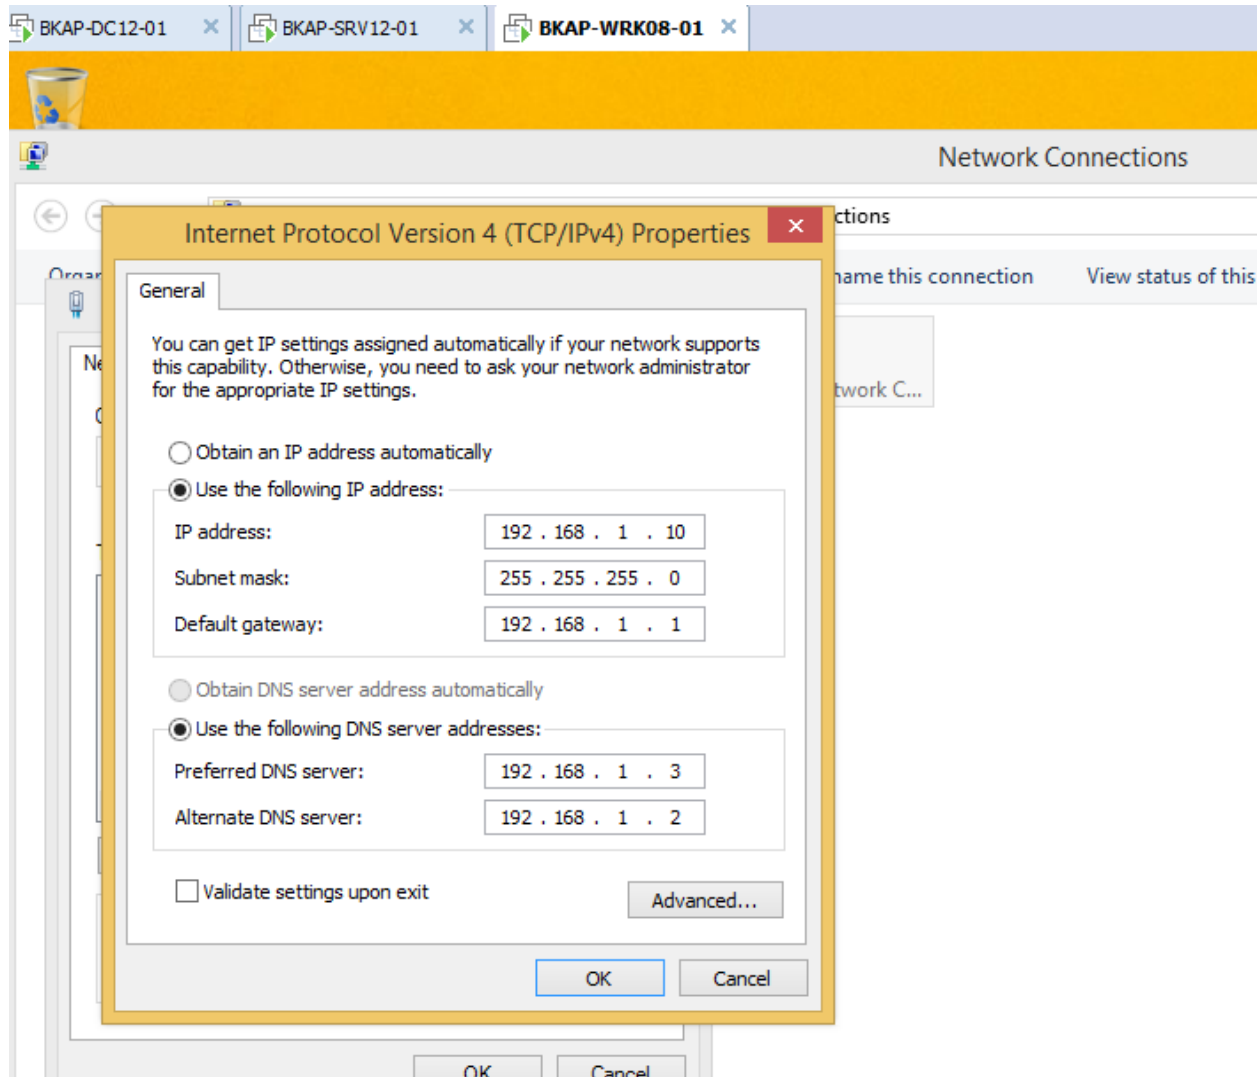 BKAP-DC12-01
BKAP-SRV12-01
BKAP-WRK08-01
Network Connections
ctions
Organ
name this connection
View status of this
Internet Protocol Version 4 (TCP/IPv4) Properties
General
Ne
twork C...
You can get IP settings assigned automatically if your network supports
this capability. Otherwise, you need to ask your network administrator
for the appropriate IP settings.
Obtain an IP address automatically
Use the following IP address:
IP address: 192 . 168 . 1 . 10
Subnet mask: 255 . 255 . 255 . 0
Default gateway: 192 . 168 . 1 . 1
Obtain DNS server address automatically
Use the following DNS server addresses:
Preferred DNS server: 192 . 168 . 1 . 3
Alternate DNS server: 192 . 168 . 1 . 2
Validate settings upon exit
Advanced...
OK Cancel
OK Cancel